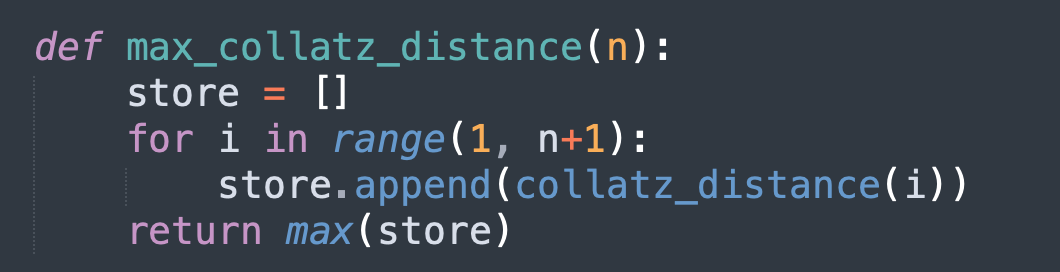 def max_collatz_distance(n):
    store = []
    for i in range(1, n+1):
        store.append(collatz_distance(i))
    return max(store)